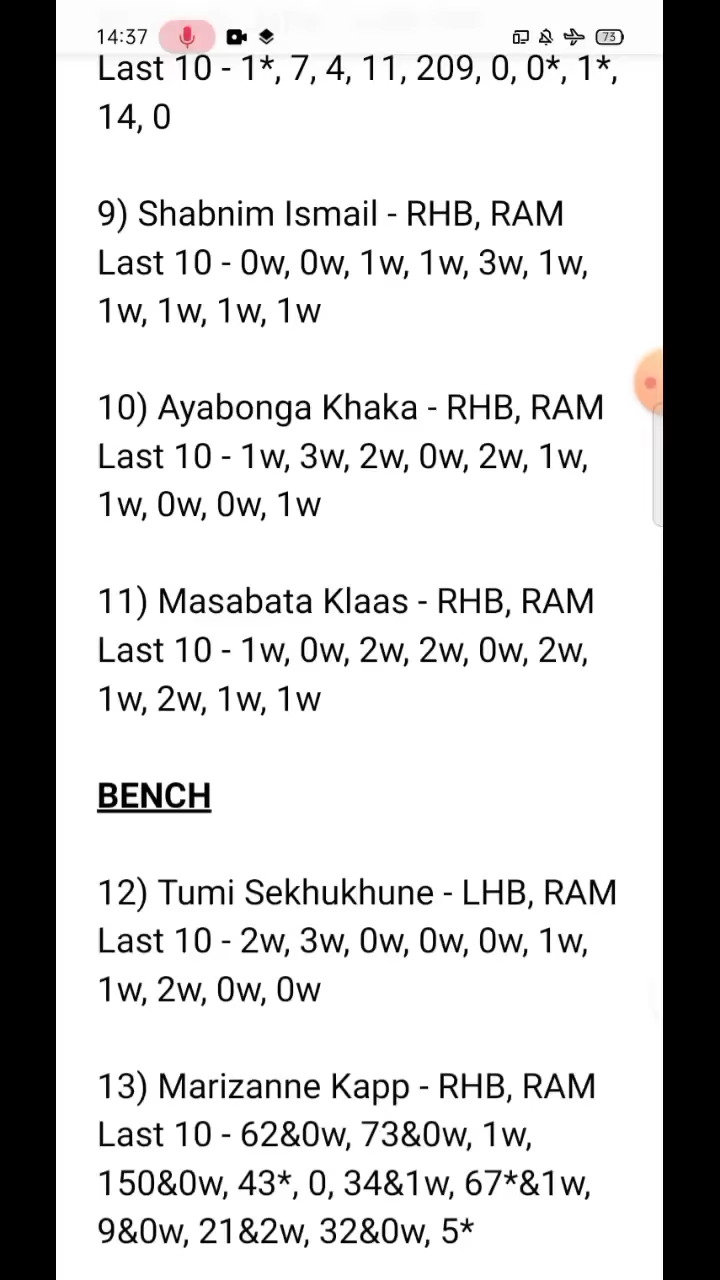 14:37
73
Last 10 - 1*, 7, 4, 11, 209, 0, 0*, 1*,
14, 0
9) Shabnim Ismail - RHB, RAM
Last 10 - 0w, 0w, 1w, 1w, 3w, 1w,
1w, 1w, 1w, 1w
10) Ayabonga Khaka - RHB, RAM
Last 10 - 1w, 3w, 2w, 0w, 2w, 1w,
1w, 0w, 0w, 1w
11) Masabata Klaas - RHB, RAM
Last 10 - 1w, 0w, 2w, 2w, 0w, 2w,
1w, 2w, 1w, 1w
BENCH
12) Tumi Sekhukhune - LHB, RAM
Last 10 - 2w, 3w, 0w, 0w, 0w, 1w,
1w, 2w, 0w, 0w
13) Marizanne Kapp - RHB, RAM
Last 10 - 62&0w, 73&0w, 1w,
150&0w, 43*, 0, 34&1w, 67*&1w,
9&0w, 21&2w, 32&0w, 5*